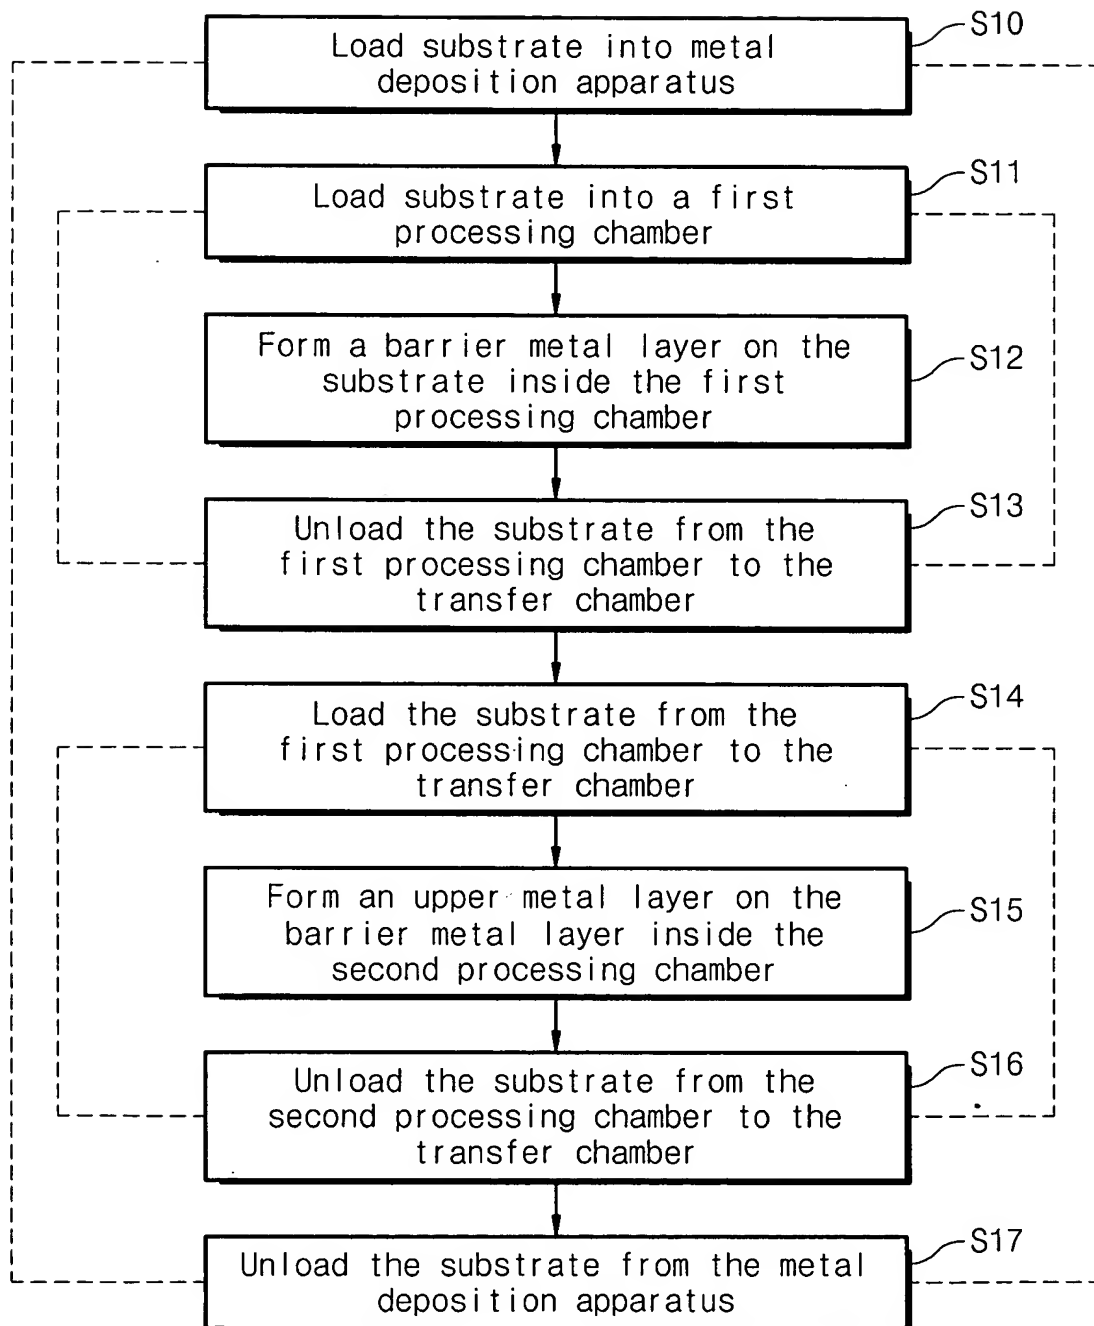 Load substrate into metal
deposition apparatus
S10
Load substrate into a first
processing chamber
S11
Form a barrier metal layer on the
substrate inside the first
processing chamber
S12
Unload the substrate from the
first processing chamber to the
transfer chamber
S13
Load the substrate from the
first processing chamber to the
transfer chamber
S14
Form an upper metal layer on the
barrier metal layer inside the
second processing chamber
S15
Unload the substrate from the
second processing chamber to the
transfer chamber
S16
Unload the substrate from the metal
deposition apparatus
S17